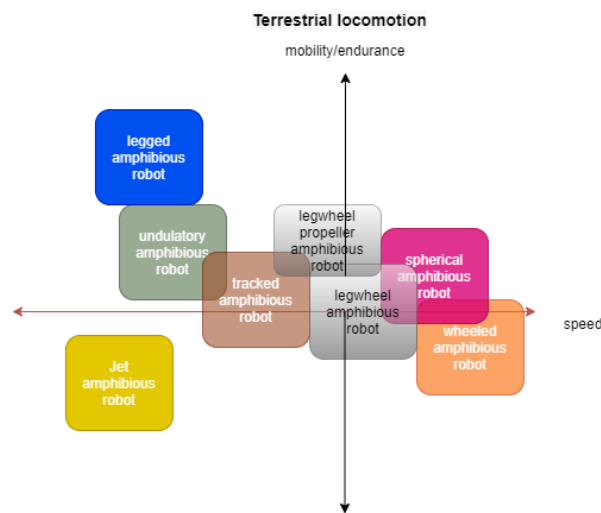 Terrestrial locomotion
mobility/endurance
legged
amphibious
robot
undulatory
amphibious
robot
legwheel
propeller
amphibious
robot
spherical
amphibious
robot
tracked
amphibious
robot
legwheel
amphibious
robot
speed
wheeled
amphibious
robot
Jet
amphibious
robot